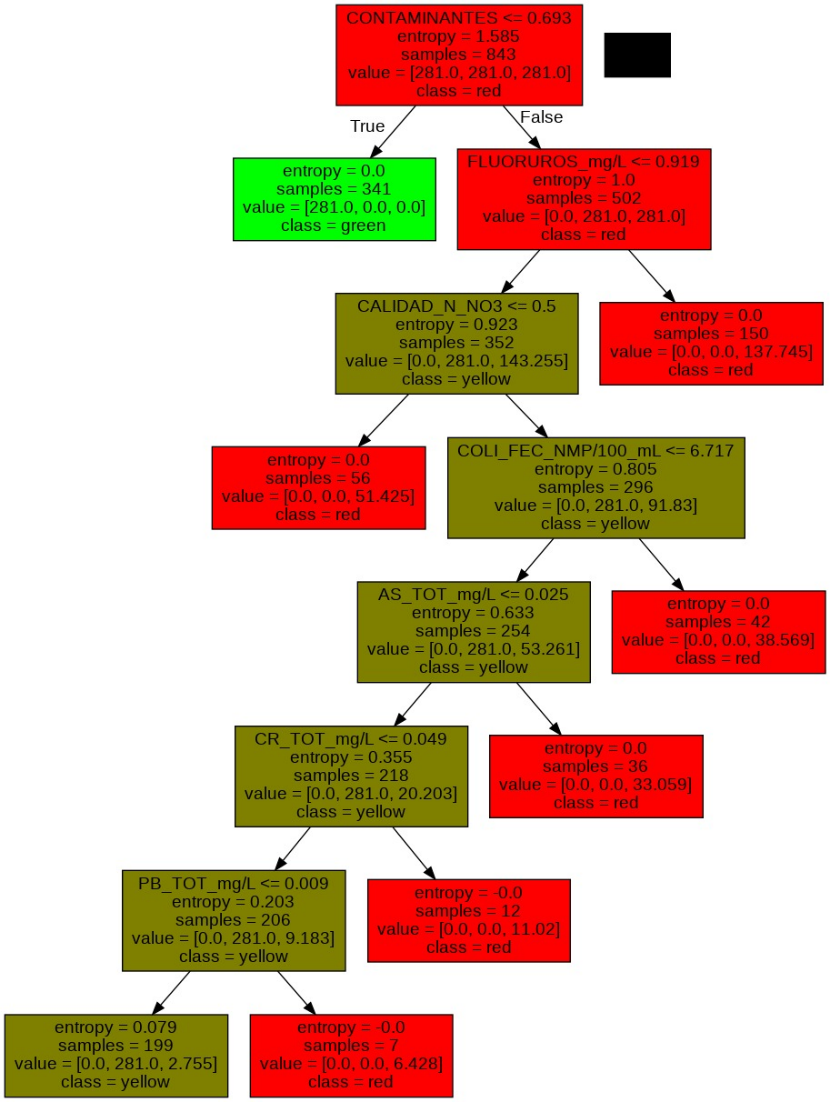 CONTAMINANTES <= 0.693
entropy = 1.585
samples = 843
value = [281.0, 281.0, 281.0]
class = red
True
False
entropy = 0.0
samples = 341
value = [281.0, 0.0, 0.0]
class = green
FLUORUROS_mg/L <= 0.919
entropy = 1.0
samples = 502
value = [0.0, 281.0, 281.0]
class = red
CALIDAD_N_NO3 <= 0.5
entropy = 0.923
samples = 352
value = [0.0, 281.0, 143.255]
class = yellow
entropy = 0.0
samples = 150
value = [0.0, 0.0, 137.745]
class = red
entropy = 0.0
samples = 56
value = [0.0, 0.0, 51.425]
class = red
COLI_FEC_NMP/100_mL <= 6.717
entropy = 0.805
samples = 296
value = [0.0, 281.0, 91.83]
class = yellow
AS_TOT_mg/L <= 0.025
entropy = 0.633
samples = 254
value = [0.0, 281.0, 53.261]
class = yellow
entropy = 0.0
samples = 42
value = [0.0, 0.0, 38.569]
class = red
CR_TOT_mg/L <= 0.049
entropy = 0.355
samples = 218
value = [0.0, 281.0, 20.203]
class = yellow
entropy = 0.0
samples = 36
value = [0.0, 0.0, 33.059]
class = red
PB_TOT_mg/L <= 0.009
entropy = 0.203
samples = 206
value = [0.0, 281.0, 9.183]
class = yellow
entropy = -0.0
samples = 12
value = [0.0, 0.0, 11.02]
class = red
entropy = 0.079
samples = 199
value = [0.0, 281.0, 2.755]
class = yellow
entropy = -0.0
samples = 7
value = [0.0, 0.0, 6.428]
class = red